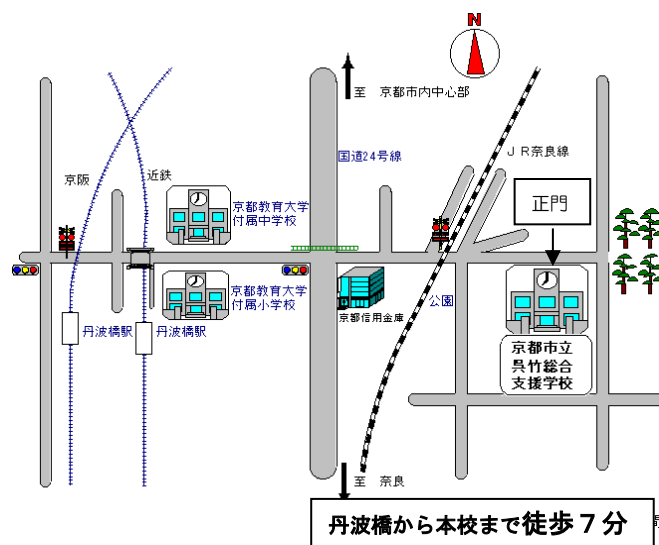 N
至 京都市内中心部
国道24号線
JR奈良線
京阪
近鉄
京都教育大学
付属中学校
正門
京都教育大学
付属小学校
京都信用金庫
公園
丹波橋駅
丹波橋駅
京都市立
呉竹総合
支援学校
至 奈良
丹波橋から本校まで徒歩7分